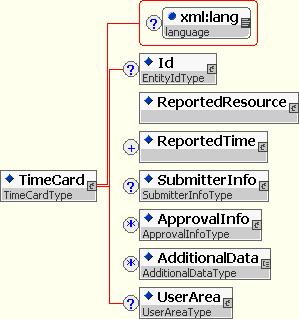 xml:lang
language
?
Id
EntityIdType
?
ReportedResource
ReportedTime
+
TimeCard
TimeCardType
SubmitterInfo
SubmitterInfoType
?
ApprovalInfo
ApprovalInfoType
*
AdditionalData
AdditionalDataType
*
UserArea
UserAreaType
?